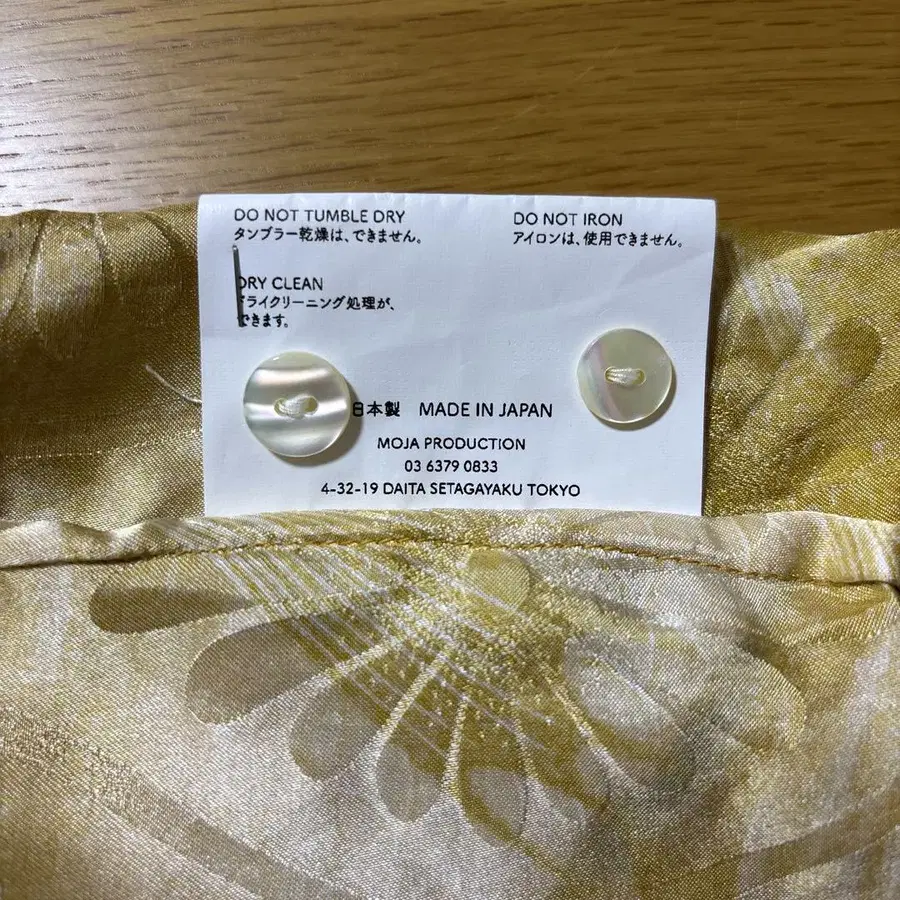 DO NOT TUMBLE DRY
タンブラー乾燥は、できません。
DO NOT IRON
アイロンは、使用できません。
DRY CLEAN
ドライクリーニング処理が、
できます。
日本製 MADE IN JAPAN
MOJA PRODUCTION
03 6379 0833
4-32-19 DAITA SETAGAYAKU TOKYO